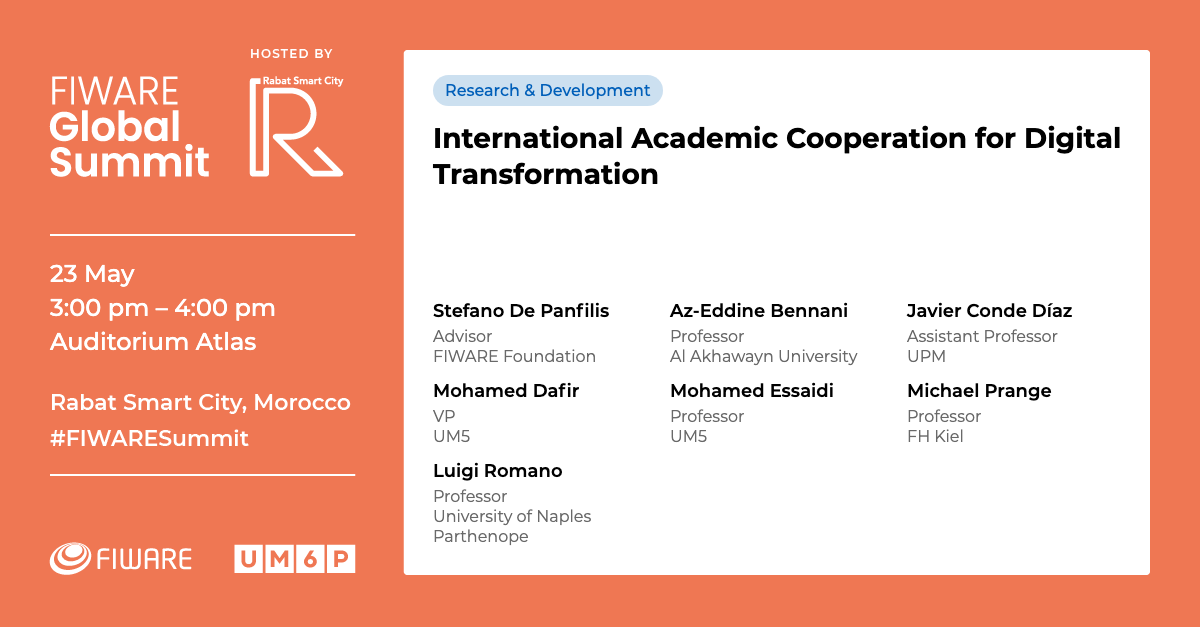 FIWARE
Global
Summit
HOSTED BY
Rabat Smart City
R
23 May
3:00 pm – 4:00 pm
Auditorium Atlas
Rabat Smart City, Morocco
#FIWARESummit
FIWARE
UM6P
Research & Development
International Academic Cooperation for Digital
Transformation
Stefano De Panfilis
Advisor
FIWARE Foundation
Az-Eddine Bennani
Professor
Al Akhawayn University
Javier Conde Díaz
Assistant Professor
UPM
Mohamed Dafir
VP
UM5
Mohamed Essaidi
Professor
UM5
Michael Prange
Professor
FH Kiel
Luigi Romano
Professor
University of Naples
Parthenope